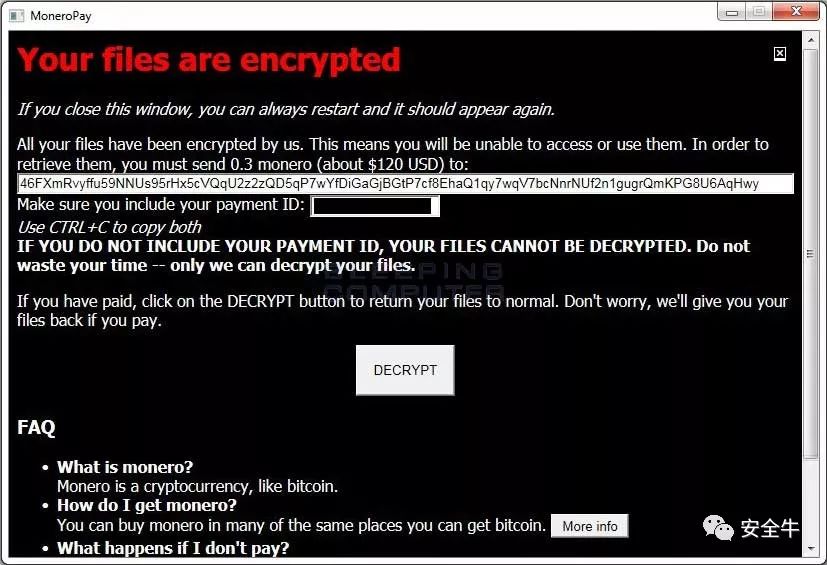 MoneroPay
Your files are encrypted
If you close this window, you can always restart and it should appear again.
All your files have been encrypted by us. This means you will be unable to access or use them. In order to
retrieve them, you must send 0.3 monero (about $120 USD) to:
46FXmRvyffu59NNUs95rHx5cVQqU2z2zQD5qP7wYfDiGaGjBGtP7cf8EhaQ1qy7wqV7bcNnrNUf2n1gugrQmKPG8U6AqHwy
Make sure you include your payment ID:
Use CTRL+C to copy both
IF YOU DO NOT INCLUDE YOUR PAYMENT ID, YOUR FILES CANNOT BE DECRYPTED. Do not
waste your time -- only we can decrypt your files.
BLEEPING
COMPUTER
If you have paid, click on the DECRYPT button to return your files to normal. Don't worry, we'll give you your
files back if you pay.
DECRYPT
FAQ
• What is monero?
Monero is a cryptocurrency, like bitcoin.
• How do I get monero?
You can buy monero in many of the same places you can get bitcoin. More info
• What happens if I don't pay?
安全牛